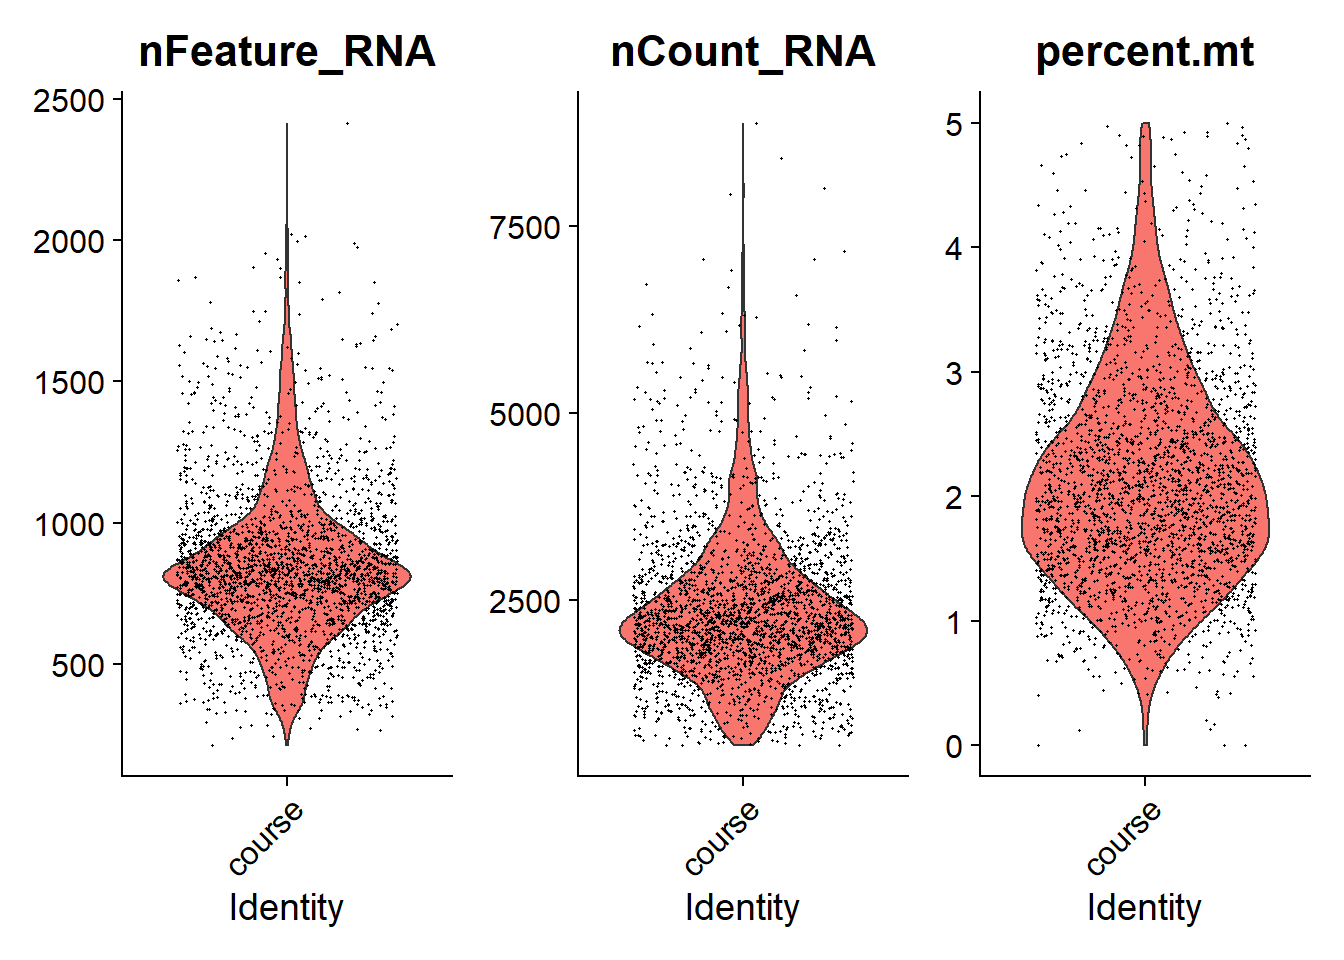 nFeature_RNA
2500
2000
1500
1000
500
course
Identity
nCount_RNA
7500
5000
2500
course
Identity
percent.mt
5
4
3
2
1
0
course
Identity